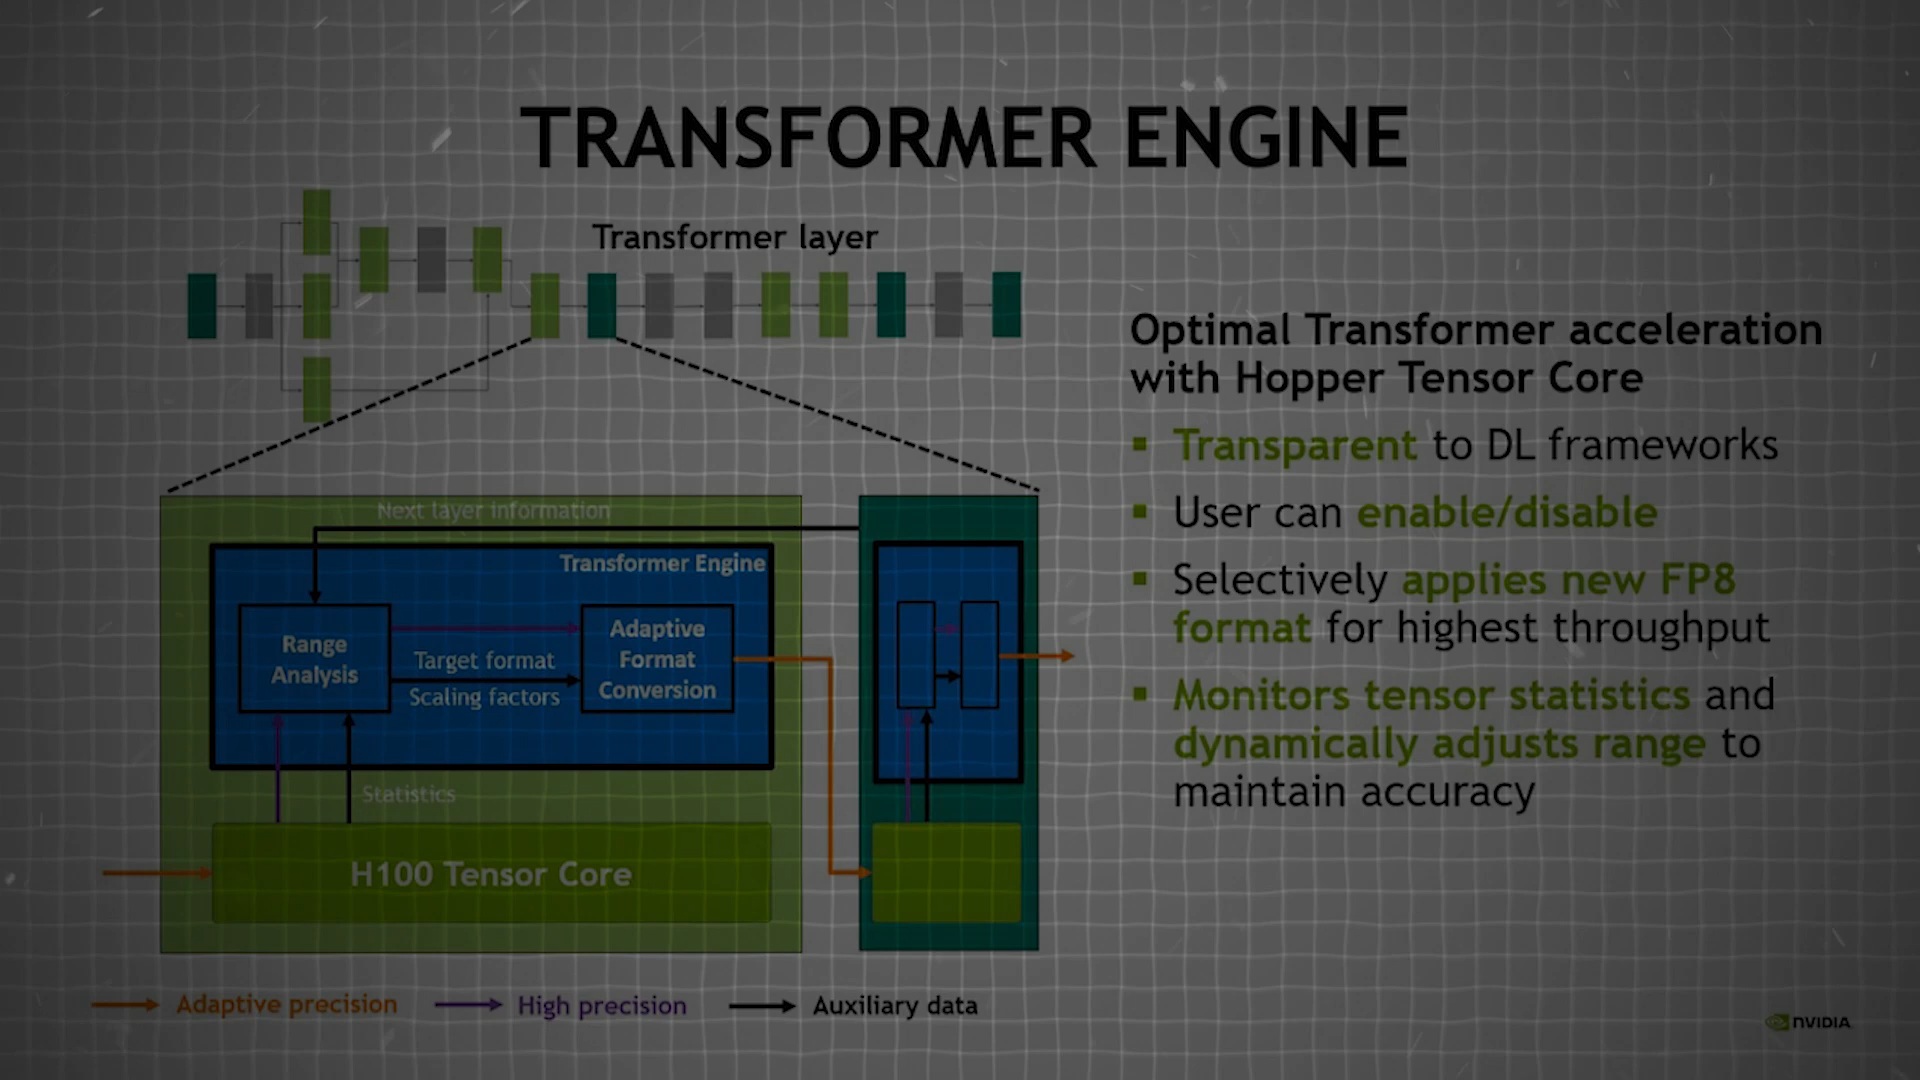 TRANSFORMER ENGINE
Transformer layer
Next layer information
Transformer Engine
Range
Analysis
Target format
Scaling factors
Adaptive
Format
Conversion
Statistics
H100 Tensor Core
Adaptive precision
High precision
Auxiliary data
Optimal Transformer acceleration
with Hopper Tensor Core
▪ Transparent to DL frameworks
▪ User can enable/disable
▪ Selectively applies new FP8
format for highest throughput
▪ Monitors tensor statistics and
dynamically adjusts range to
maintain accuracy
NVIDIA